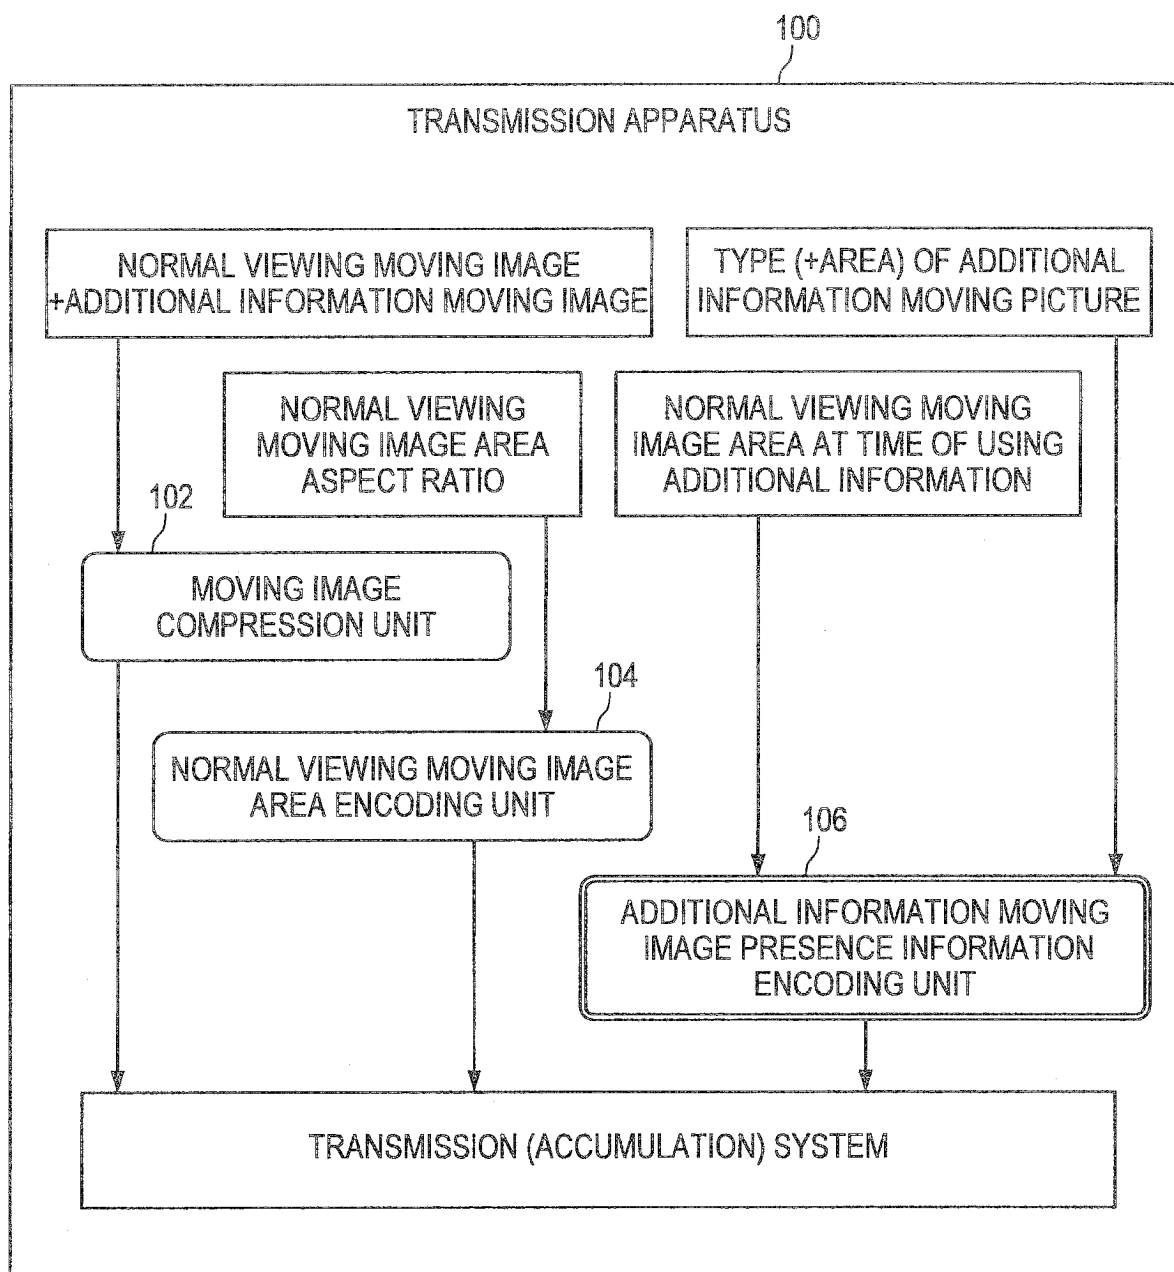 100
TRANSMISSION APPARATUS
NORMAL VIEWING MOVING IMAGE
+ADDITIONAL INFORMATION MOVING IMAGE
TYPE (+AREA) OF ADDITIONAL
INFORMATION MOVING PICTURE
NORMAL VIEWING
MOVING IMAGE AREA
ASPECT RATIO
NORMAL VIEWING MOVING
IMAGE AREA AT TIME OF USING
ADDITIONAL INFORMATION
102
MOVING IMAGE
COMPRESSION UNIT
104
NORMAL VIEWING MOVING IMAGE
AREA ENCODING UNIT
106
ADDITIONAL INFORMATION MOVING
IMAGE PRESENCE INFORMATION
ENCODING UNIT
TRANSMISSION (ACCUMULATION) SYSTEM